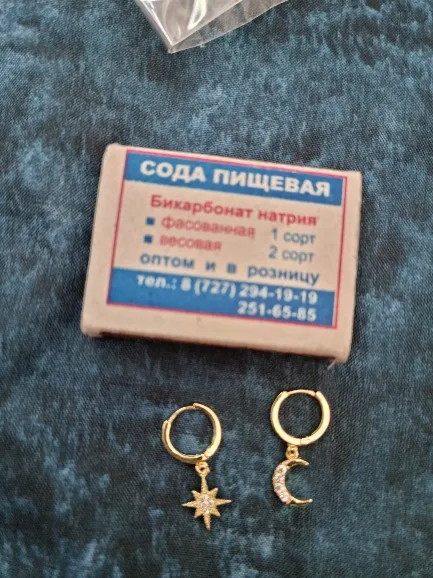 СОДА ПИЩЕВАЯ
Бикарбонат натрия
▪ фасованная 1 сорт
▪ весовая 2 сорт
оптом и в розницу
тел.: 8 (727) 294-19-19
251-65-85